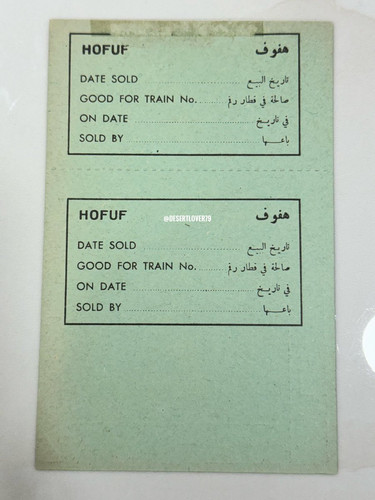 HOFUF هفوف
DATE SOLD ........................ تاريخ البيع
GOOD FOR TRAIN No. ............ صالحة في قطار رقم
ON DATE ........................ في تاريخ
SOLD BY ........................ باعها
@DESERTLOVER79
HOFUF هفوف
DATE SOLD ........................ تاريخ البيع
GOOD FOR TRAIN No. ............ صالحة في قطار رقم
ON DATE ........................ في تاريخ
SOLD BY ........................ باعها